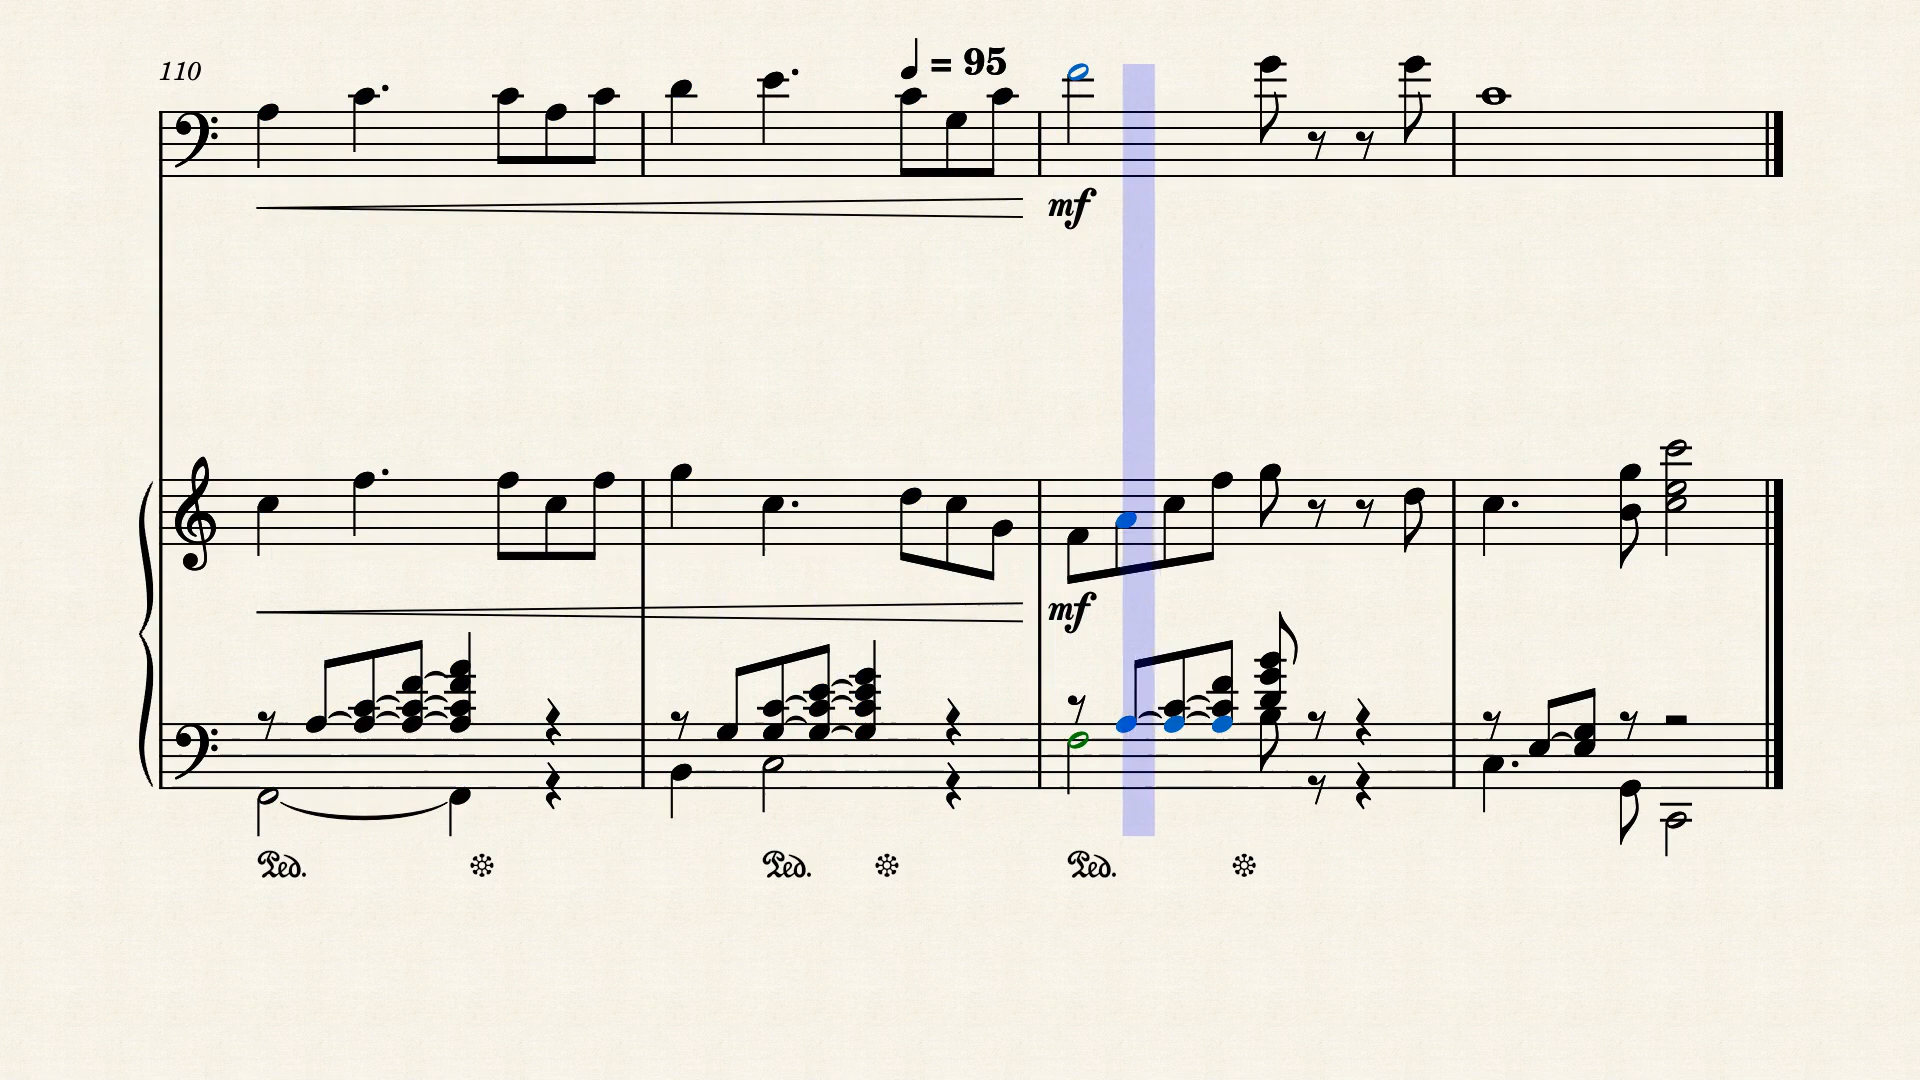 110
♩ = 95
mf
mf
Ped. Ped. Ped.